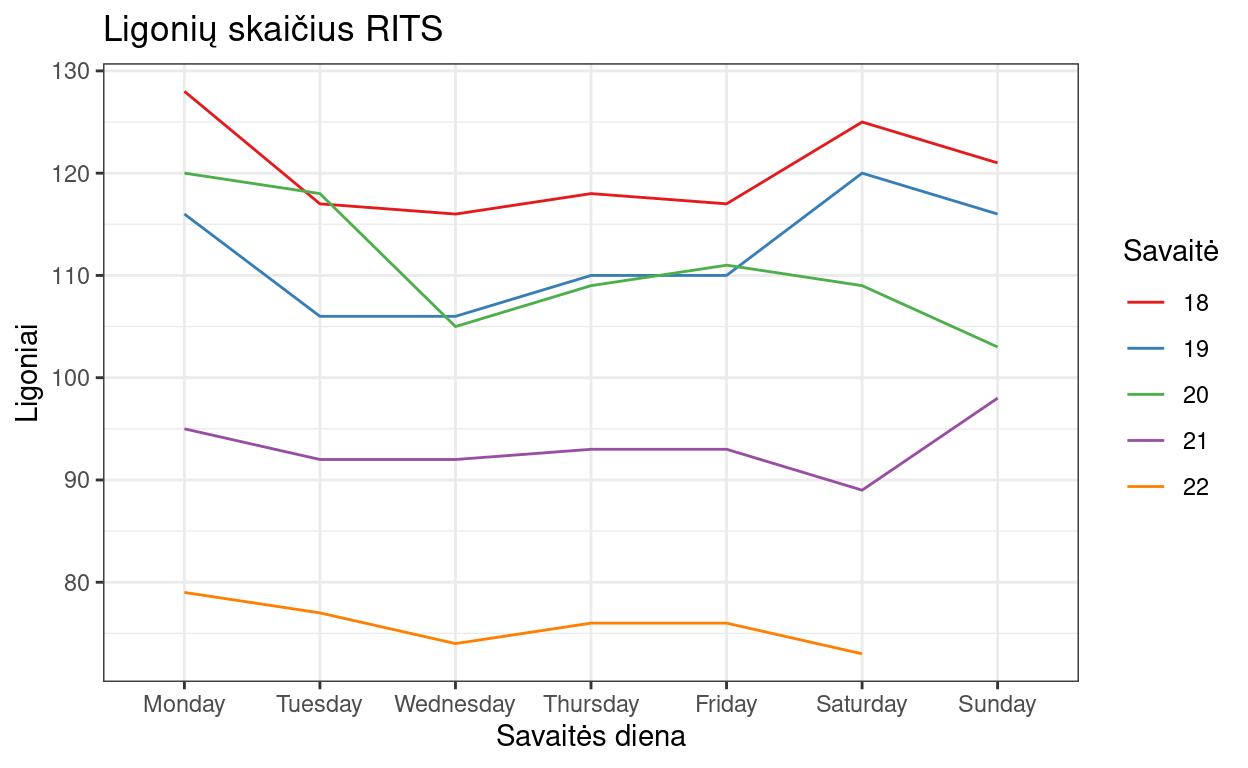 Ligonių skaičius RITS
130
120
110
100
90
80
Ligoniai
Monday Tuesday Wednesday Thursday Friday Saturday Sunday
Savaitės diena
Savaitė
18
19
20
21
22